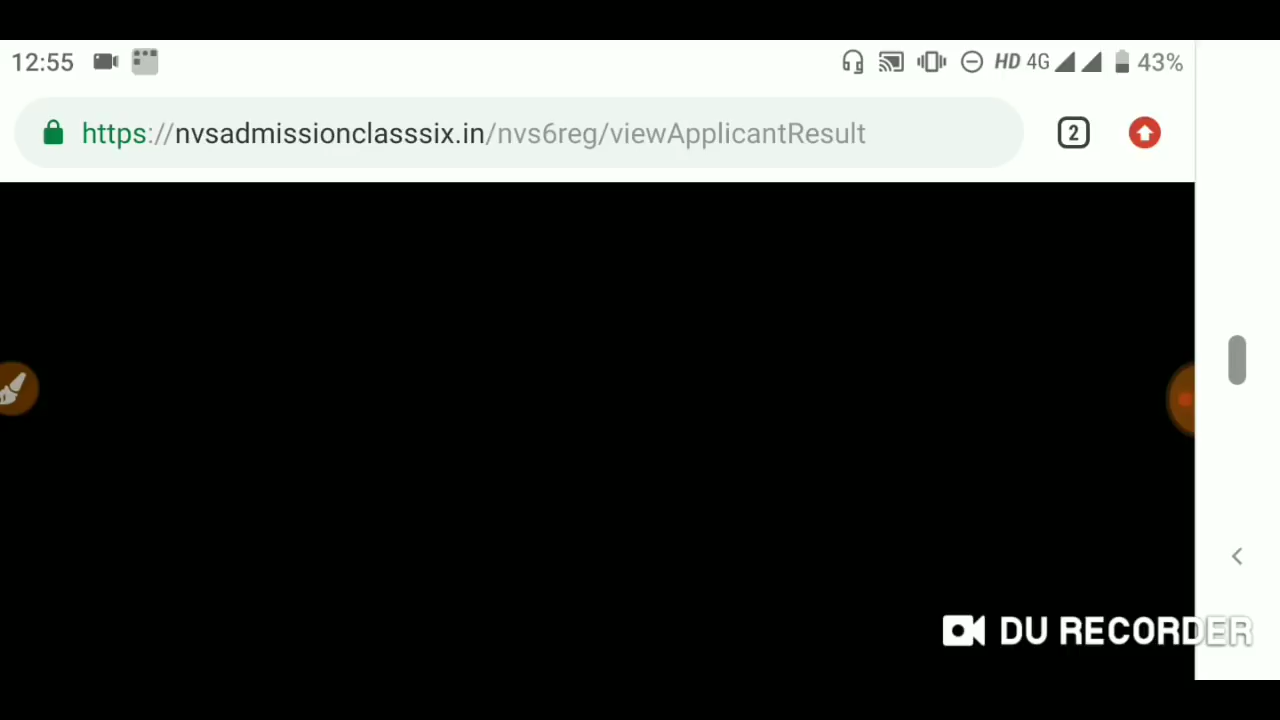 12:55 HD 4G 43%
https://nvsadmissionclasssix.in/nvs6reg/viewApplicantResult 2
DU RECORDER